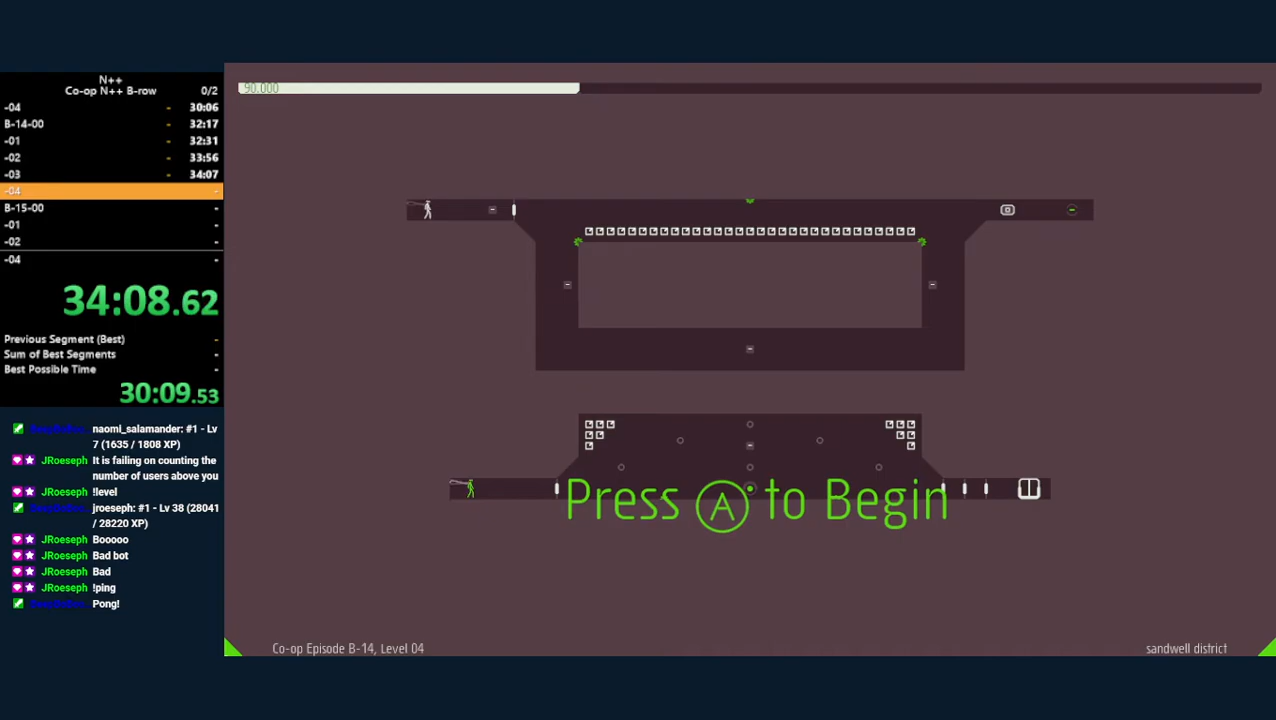 N++
Co-op N++ B-row 0/2
-04 - 30:06
B-14-00 - 32:17
-01 - 32:31
-02 - 33:56
-03 - 34:07
-04 -
B-15-00 -
-01 -
-02 -
-04 -
34:08.62
Previous Segment (Best) -
Sum of Best Segments -
Best Possible Time -
30:09.53
naomi_salamander: #1 - Lv
7 (1635 / 1808 XP)
JRoeseph It is failing on counting the
number of users above you
JRoeseph !level
jroeseph: #1 - Lv 38 (28041
/ 28220 XP)
JRoeseph Booooo
JRoeseph Bad bot
JRoeseph Bad
JRoeseph !ping
Pong!
90.000
Press A to Begin
Co-op Episode B-14, Level 04
sandwell district